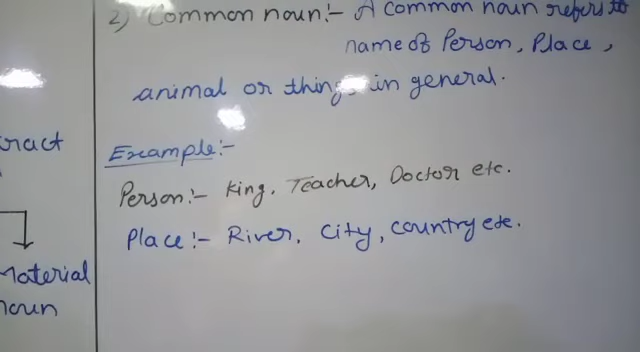 2) Common noun:- A common noun refers to
name of Person, Place,
animal or things in general.
Example:-
Person:- King, Teacher, Doctor etc.
Place:- River, City, Country etc.
ract
Material
noun